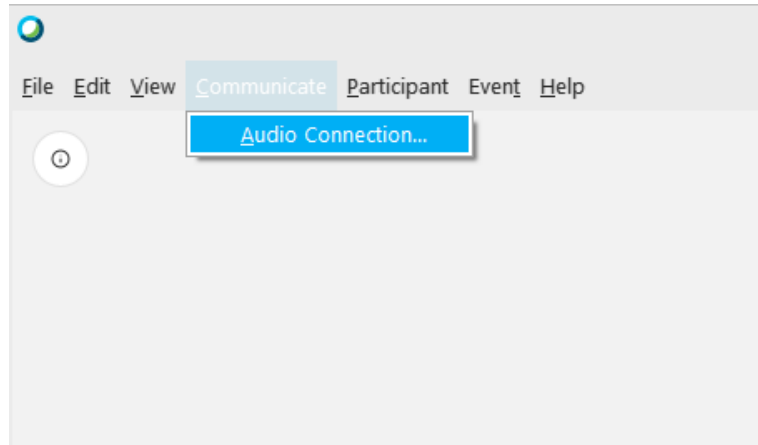 File Edit View Communicate Participant Event Help
Audio Connection...